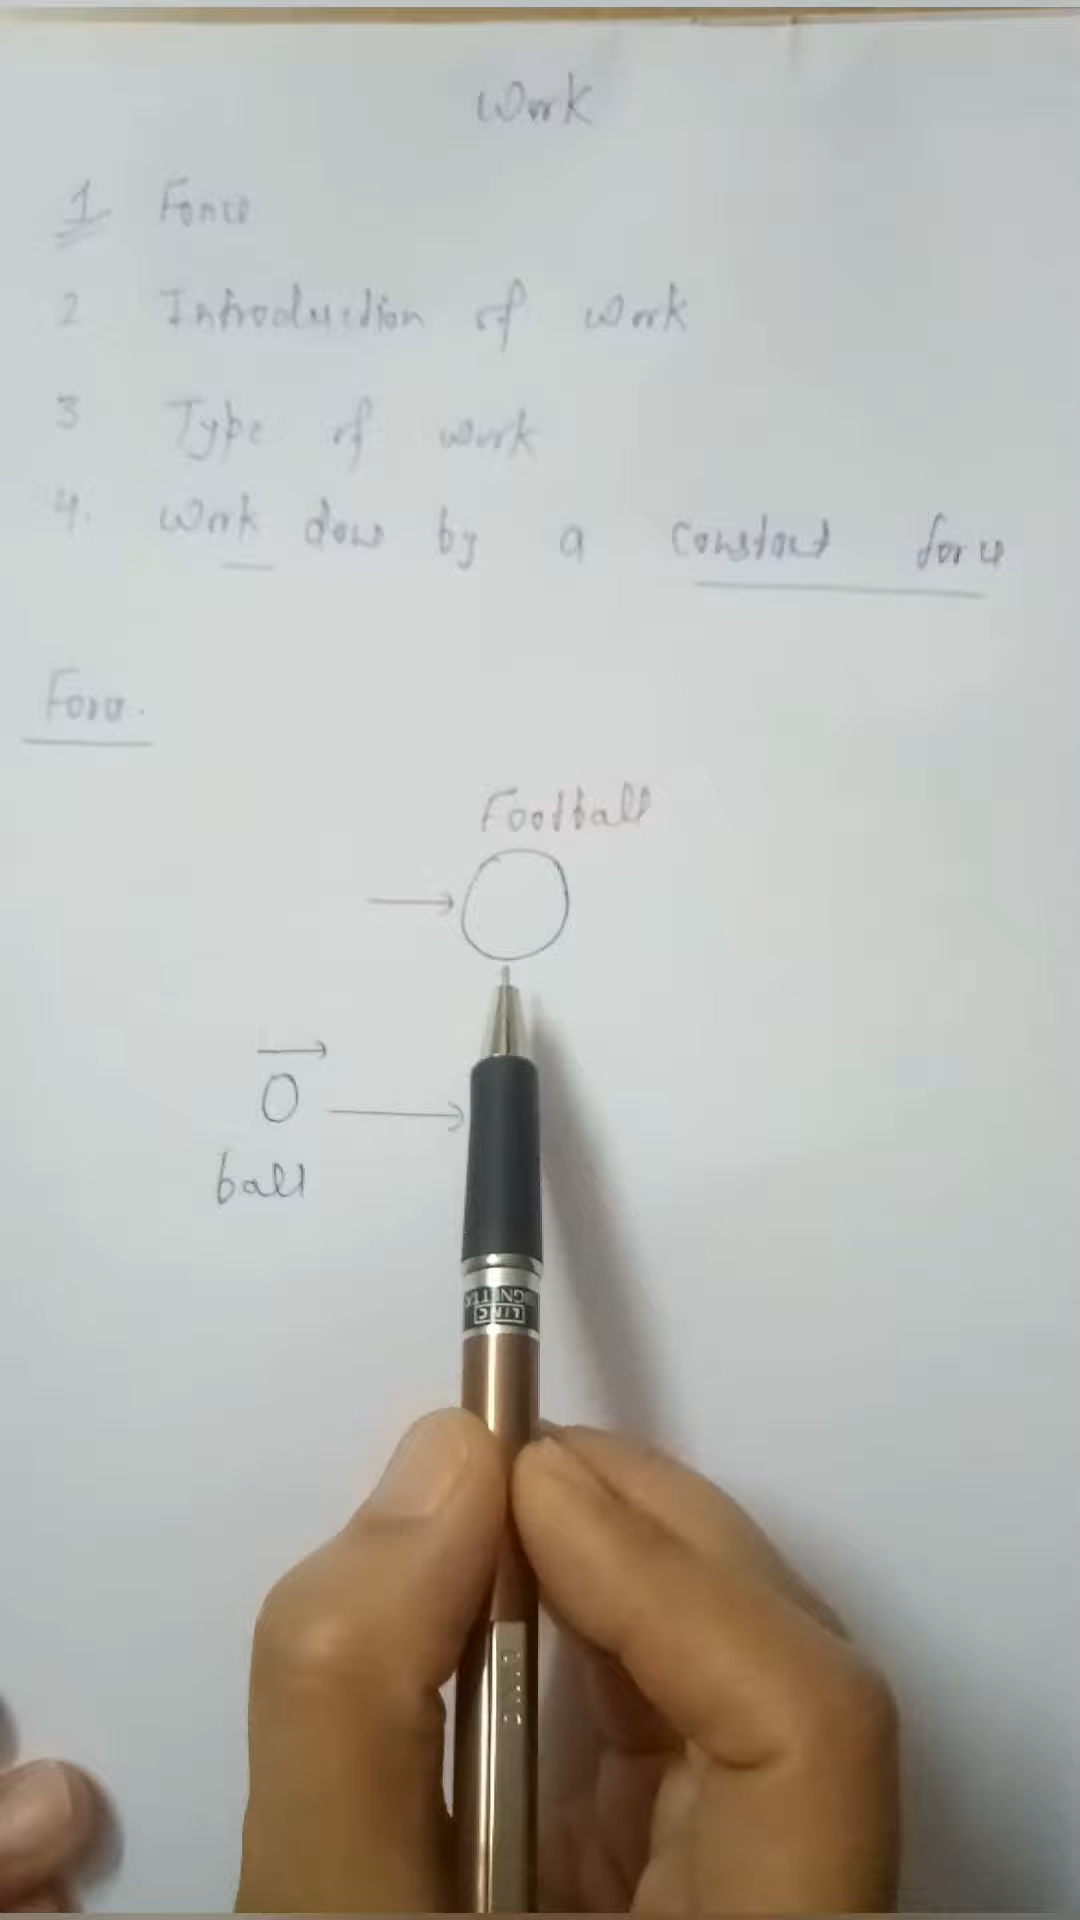 Work
1 Force
2 Introduction of work
3 Type of work
4. Work done by a constant force
Force.
Football
ball
LINC